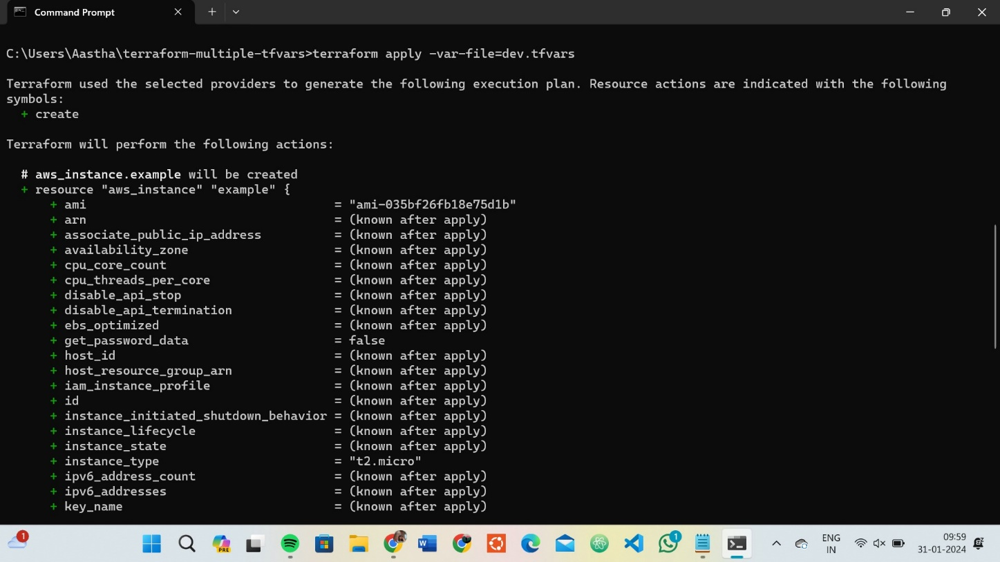 Command Prompt
C:\Users\Aastha\terraform-multiple-tfvars>terraform apply -var-file=dev.tfvars
Terraform used the selected providers to generate the following execution plan. Resource actions are indicated with the following
symbols:
+ create
Terraform will perform the following actions:
# aws_instance.example will be created
+ resource "aws_instance" "example" {
+ ami = "ami-035bf26fb18e75d1b"
+ arn = (known after apply)
+ associate_public_ip_address = (known after apply)
+ availability_zone = (known after apply)
+ cpu_core_count = (known after apply)
+ cpu_threads_per_core = (known after apply)
+ disable_api_stop = (known after apply)
+ disable_api_termination = (known after apply)
+ ebs_optimized = (known after apply)
+ get_password_data = false
+ host_id = (known after apply)
+ host_resource_group_arn = (known after apply)
+ iam_instance_profile = (known after apply)
+ id = (known after apply)
+ instance_initiated_shutdown_behavior = (known after apply)
+ instance_lifecycle = (known after apply)
+ instance_state = (known after apply)
+ instance_type = "t2.micro"
+ ipv6_address_count = (known after apply)
+ ipv6_addresses = (known after apply)
+ key_name = (known after apply)
1
PRE
W
1
ENG
IN
09:59
31-01-2024